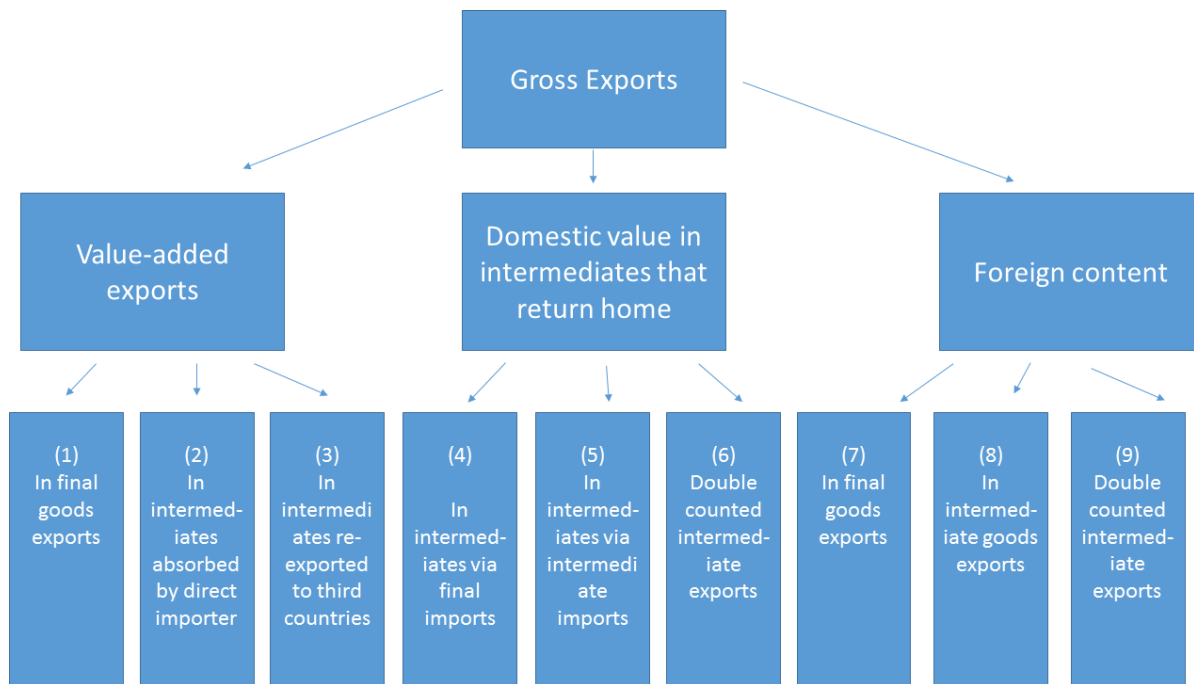 Gross Exports
Value-added
exports
Domestic value in
intermediates that
return home
Foreign content
(1)
In final
goods
exports
(2)
In
intermed-
iates
absorbed
by direct
importer
(3)
In
intermedi
ates re-
exported
to third
countries
(4)
In
intermed-
iates via
final
imports
(5)
In
intermed-
iates via
intermedi
ate
imports
(6)
Double
counted
intermed-
iate
exports
(7)
In final
goods
exports
(8)
In
intermed-
iate goods
exports
(9)
Double
counted
intermed-
iate
exports